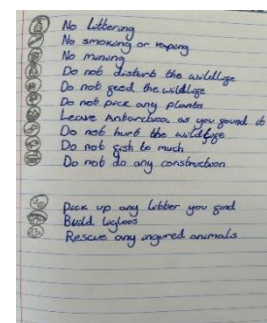 No littering
No smoking or vaping
No mining
Do not disturb the wildlife
Do not feed the wildlife
Do not pick any plants
Leave Antarctica as you found it
Do not hurt the wildlife
Do not fish to much
Do not do any construction
Pick up any litter you find
Build igloos
Rescue any ingured animals